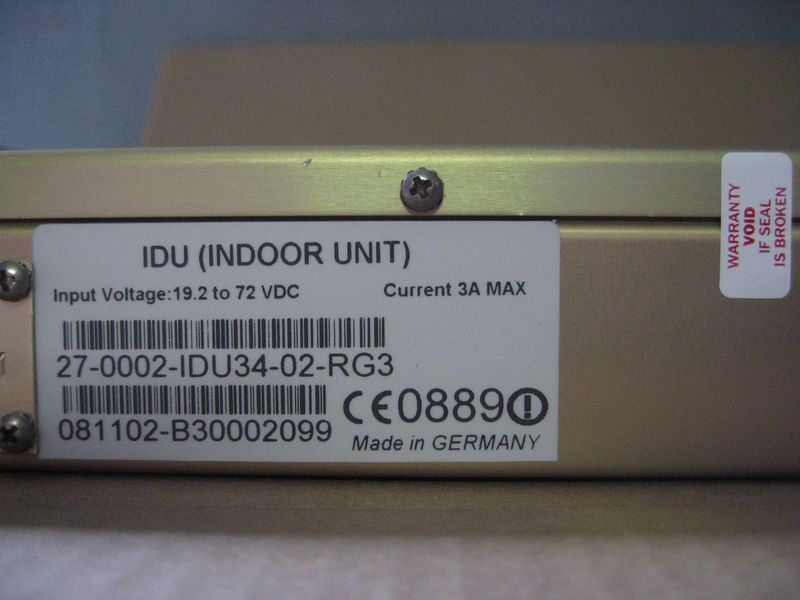 IDU (INDOOR UNIT)
Input Voltage:19.2 to 72 VDC
Current 3A MAX
27-0002-IDU34-02-RG3
081102-B30002099
CE0889
Made in GERMANY
WARRANTY
VOID
IF SEAL
IS BROKEN